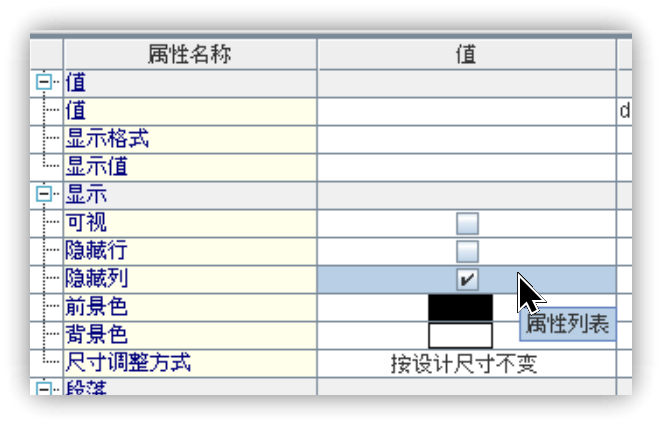 属性名称 值
值
值 d
显示格式
显示值
显示
可视
隐藏行
隐藏列
前景色
背景色 属性列表
尺寸调整方式 按设计尺寸不变
段落